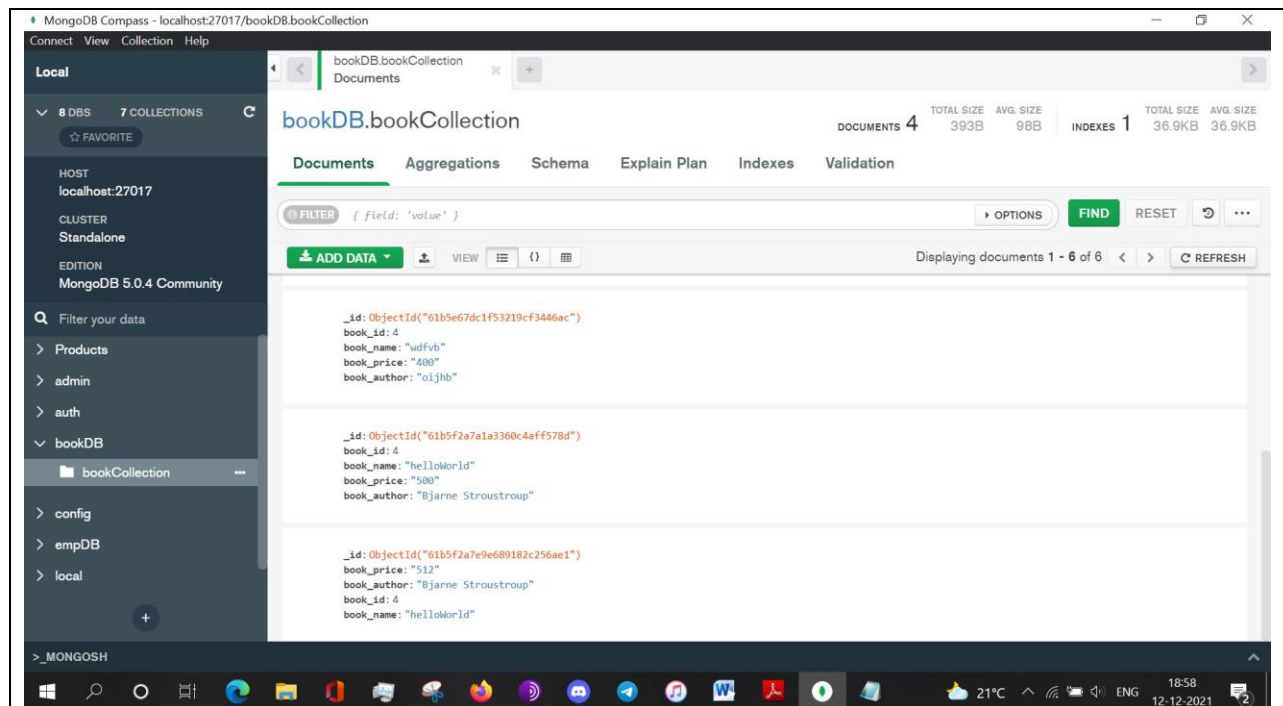 MongoDB Compass - localhost:27017/bookDB.bookCollection
Connect View Collection Help
Local
bookDB.bookCollection
Documents
8 DBS 7 COLLECTIONS
FAVORITE
HOST
localhost:27017
CLUSTER
Standalone
EDITION
MongoDB 5.0.4 Community
Filter your data
Products
admin
auth
bookDB
bookCollection
config
empDB
local
bookDB.bookCollection
DOCUMENTS 4 TOTAL SIZE 393B AVG. SIZE 98B INDEXES 1 TOTAL SIZE 36.9KB AVG. SIZE 36.9KB
Documents Aggregations Schema Explain Plan Indexes Validation
FILTER { field: 'value' } OPTIONS FIND RESET
ADD DATA VIEW {} Displaying documents 1 - 6 of 6 < > REFRESH
_id: ObjectId("61b5e67dc1f53219cf3446ac")
book_id: 4
book_name: "wdfvb"
book_price: "400"
book_author: "oijhb"
_id: ObjectId("61b5f2a7a1a3360c4aff578d")
book_id: 4
book_name: "helloWorld"
book_price: "500"
book_author: "Bjarne Stroustroup"
_id: ObjectId("61b5f2a7e9e689182c256ae1")
book_price: "512"
book_author: "Bjarne Stroustroup"
book_id: 4
book_name: "helloWorld"
>_MONGOSH
21°C ENG 18:58
12-12-2021
2